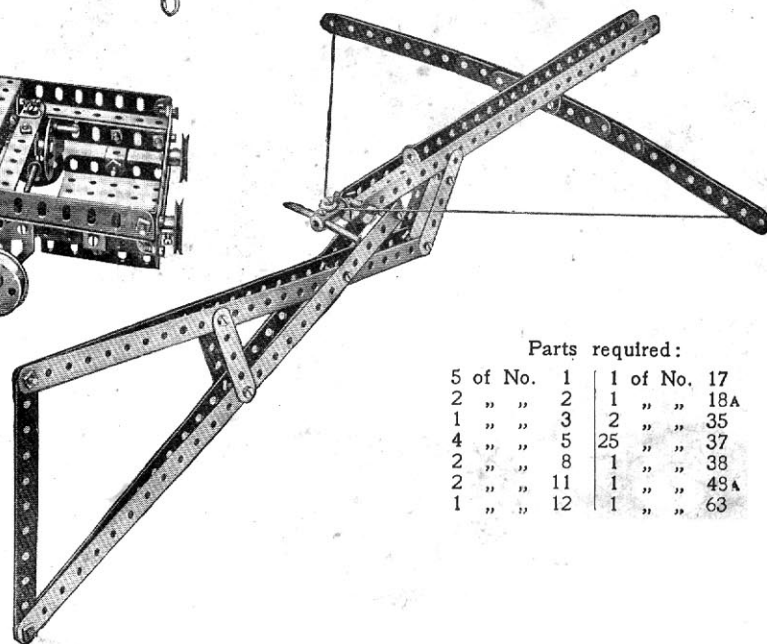 Parts required:
5 of No. 1 1 of No. 17
2 „ „ 2 1 „ „ 18A
1 „ „ 3 2 „ „ 35
4 „ „ 5 25 „ „ 37
2 „ „ 8 1 „ „ 38
2 „ „ 11 1 „ „ 48A
1 „ „ 12 1 „ „ 63